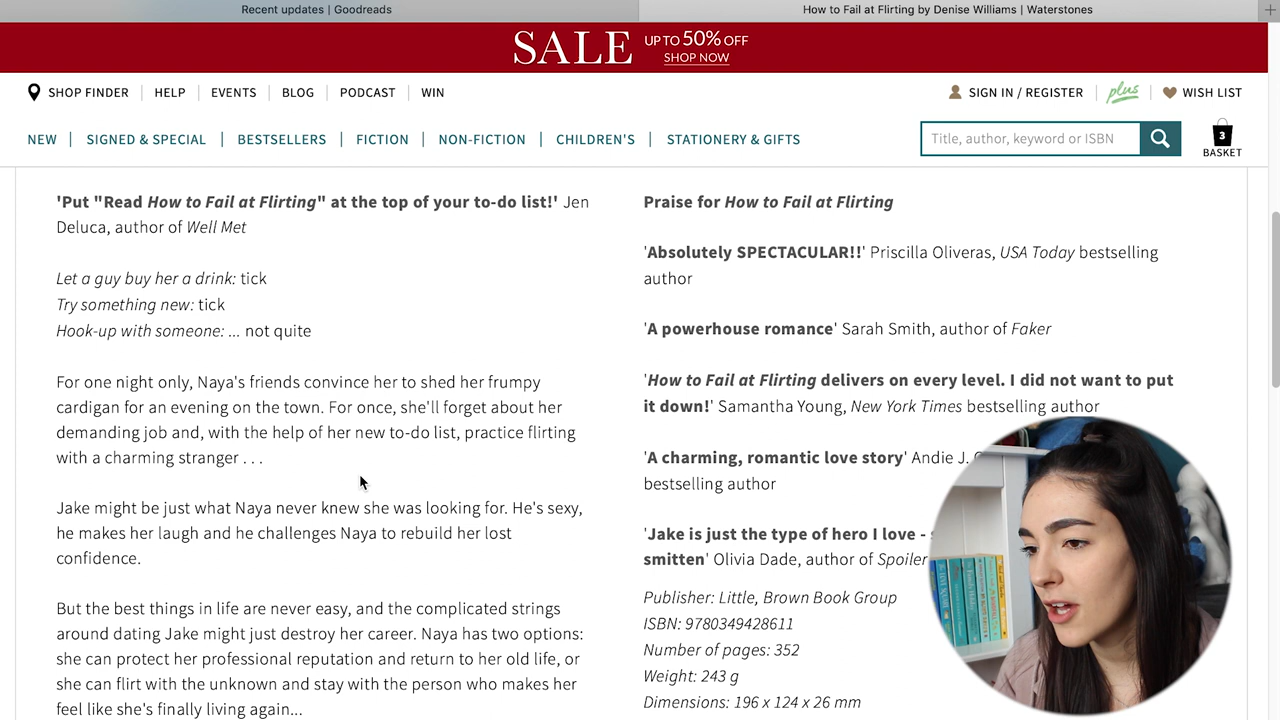 Recent updates | Goodreads
How to Fail at Flirting by Denise Williams | Waterstones
SALE UP TO 50% OFF
SHOP NOW
SHOP FINDER
HELP
EVENTS
BLOG
PODCAST
WIN
SIGN IN / REGISTER
plus
WISH LIST
NEW
SIGNED & SPECIAL
BESTSELLERS
FICTION
NON-FICTION
CHILDREN'S
STATIONERY & GIFTS
Title, author, keyword or ISBN
3
BASKET
'Put "Read How to Fail at Flirting" at the top of your to-do list!' Jen
Deluca, author of Well Met
Let a guy buy her a drink: tick
Try something new: tick
Hook-up with someone: ... not quite
For one night only, Naya's friends convince her to shed her frumpy
cardigan for an evening on the town. For once, she'll forget about her
demanding job and, with the help of her new to-do list, practice flirting
with a charming stranger . . .
Jake might be just what Naya never knew she was looking for. He's sexy,
he makes her laugh and he challenges Naya to rebuild her lost
confidence.
But the best things in life are never easy, and the complicated strings
around dating Jake might just destroy her career. Naya has two options:
she can protect her professional reputation and return to her old life, or
she can flirt with the unknown and stay with the person who makes her
feel like she's finally living again...
Praise for How to Fail at Flirting
'Absolutely SPECTACULAR!!' Priscilla Oliveras, USA Today bestselling
author
'A powerhouse romance' Sarah Smith, author of Faker
'How to Fail at Flirting delivers on every level. I did not want to put
it down!' Samantha Young, New York Times bestselling author
'A charming, romantic love story' Andie J.
bestselling author
'Jake is just the type of hero I love -
smitten' Olivia Dade, author of Spoiler
Publisher: Little, Brown Book Group
ISBN: 9780349428611
Number of pages: 352
Weight: 243 g
Dimensions: 196 x 124 x 26 mm